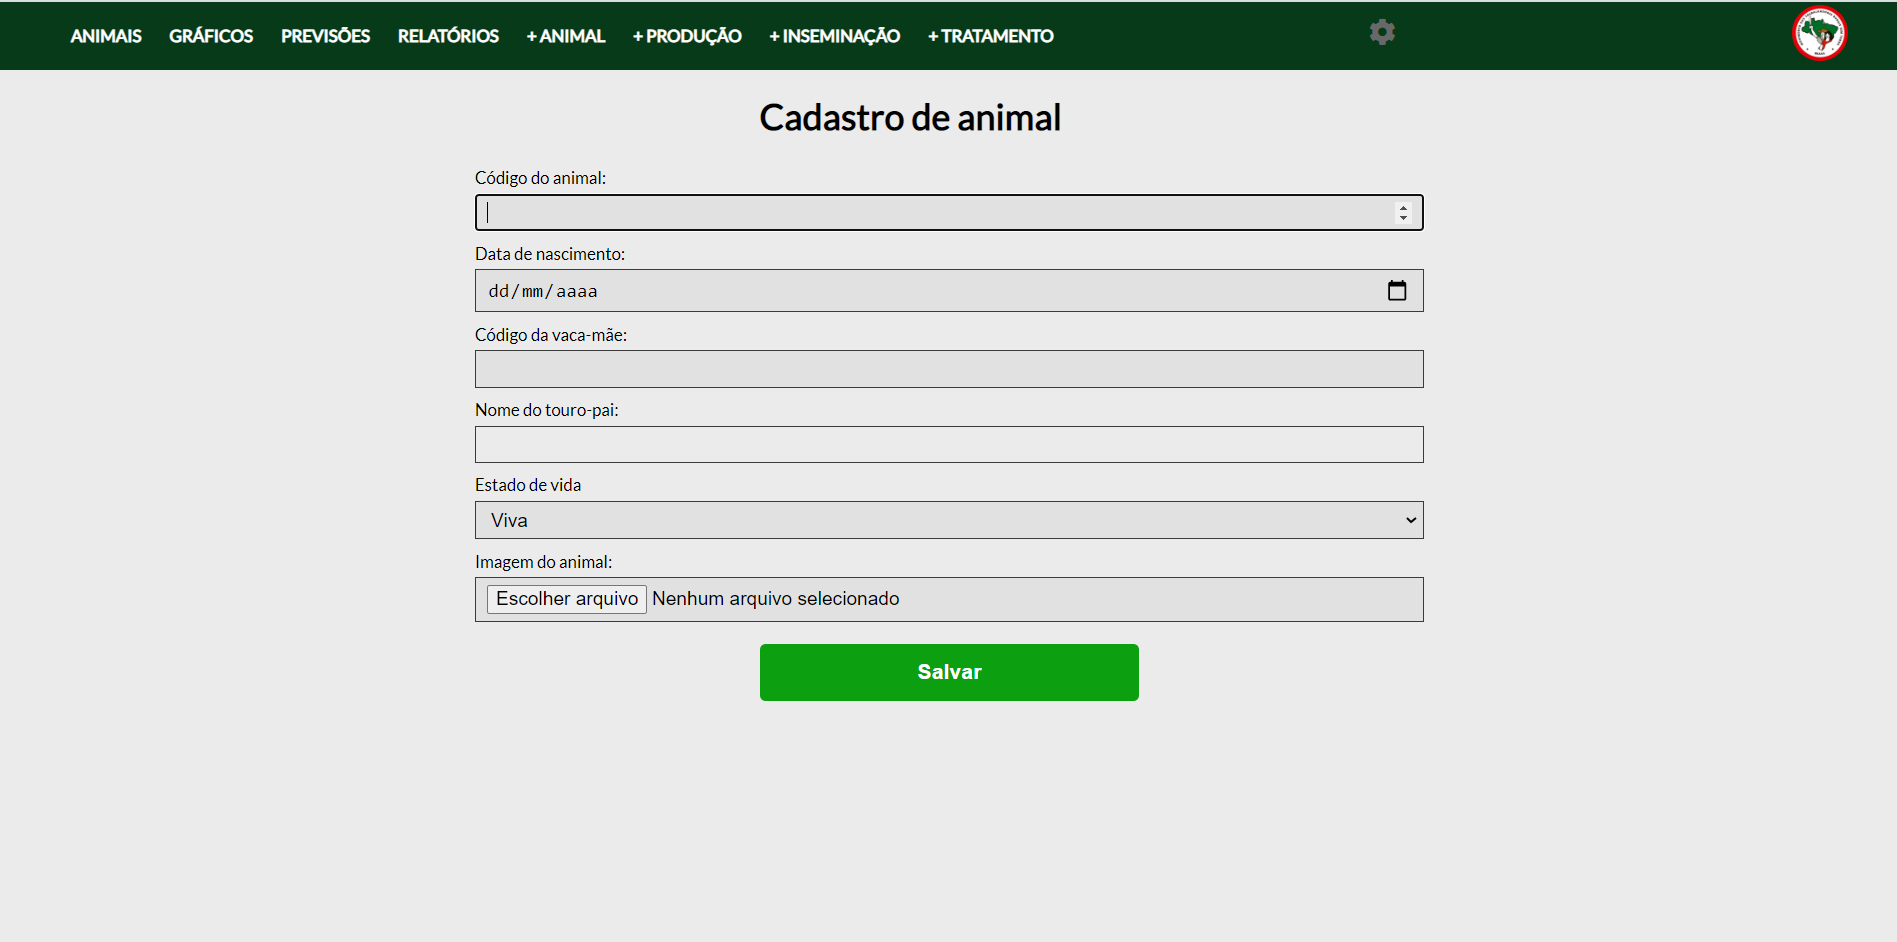 ANIMAIS GRÁFICOS PREVISÕES RELATÓRIOS + ANIMAL + PRODUÇÃO + INSEMINAÇÃO + TRATAMENTO
Cadastro de animal
Código do animal:
Data de nascimento:
dd/mm/aaaa
Código da vaca-mãe:
Nome do touro-pai:
Estado de vida
Viva
Imagem do animal:
Escolher arquivo Nenhum arquivo selecionado
Salvar